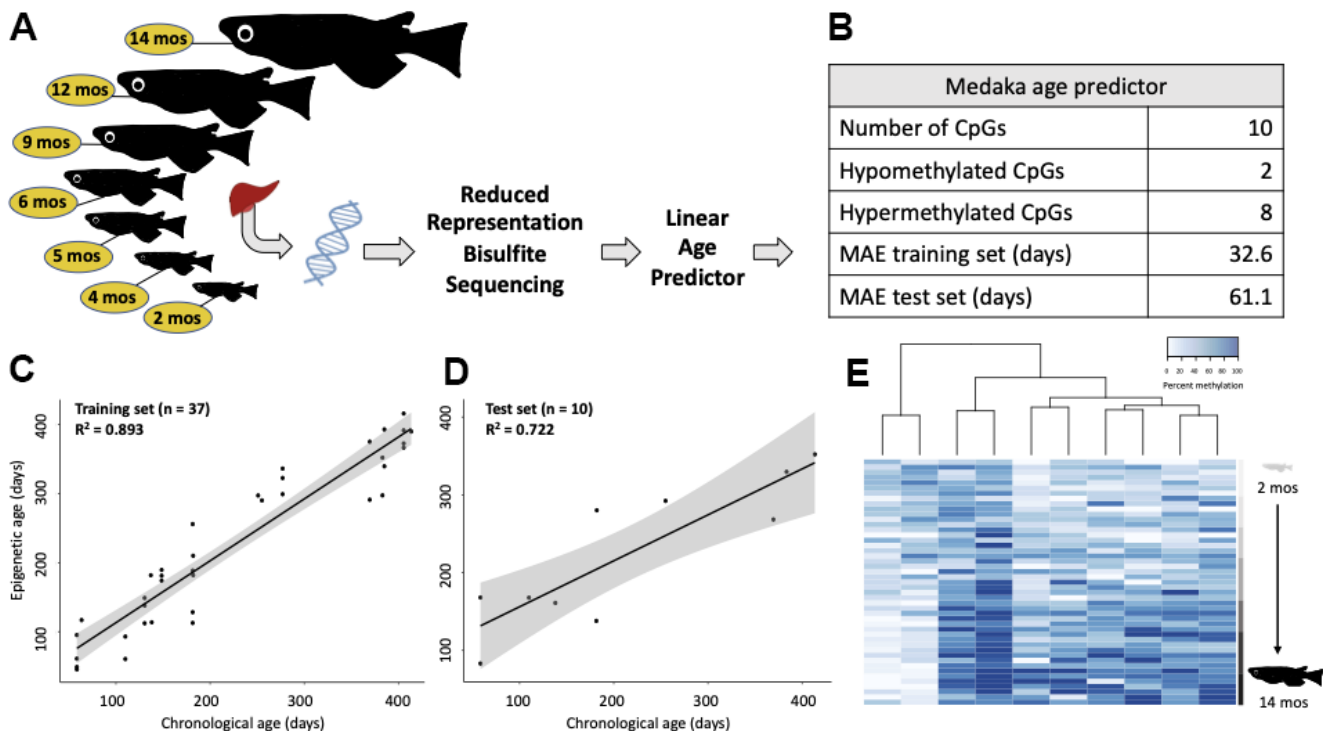 A
14 mos
12 mos
9 mos
6 mos
5 mos
4 mos
2 mos
Reduced
Representation
Bisulfite
Sequencing
Linear
Age
Predictor
B
Medaka age predictor
Number of CpGs 10
Hypomethylated CpGs 2
Hypermethylated CpGs 8
MAE training set (days) 32.6
MAE test set (days) 61.1
C
Training set (n = 37)
R² = 0.893
Epigenetic age (days)
400
300
200
100
100 200 300 400
Chronological age (days)
D
Test set (n = 10)
R² = 0.722
400
300
200
100
100 200 300 400
Chronological age (days)
E
0 20 40 60 80 100
Percent methylation
2 mos
14 mos